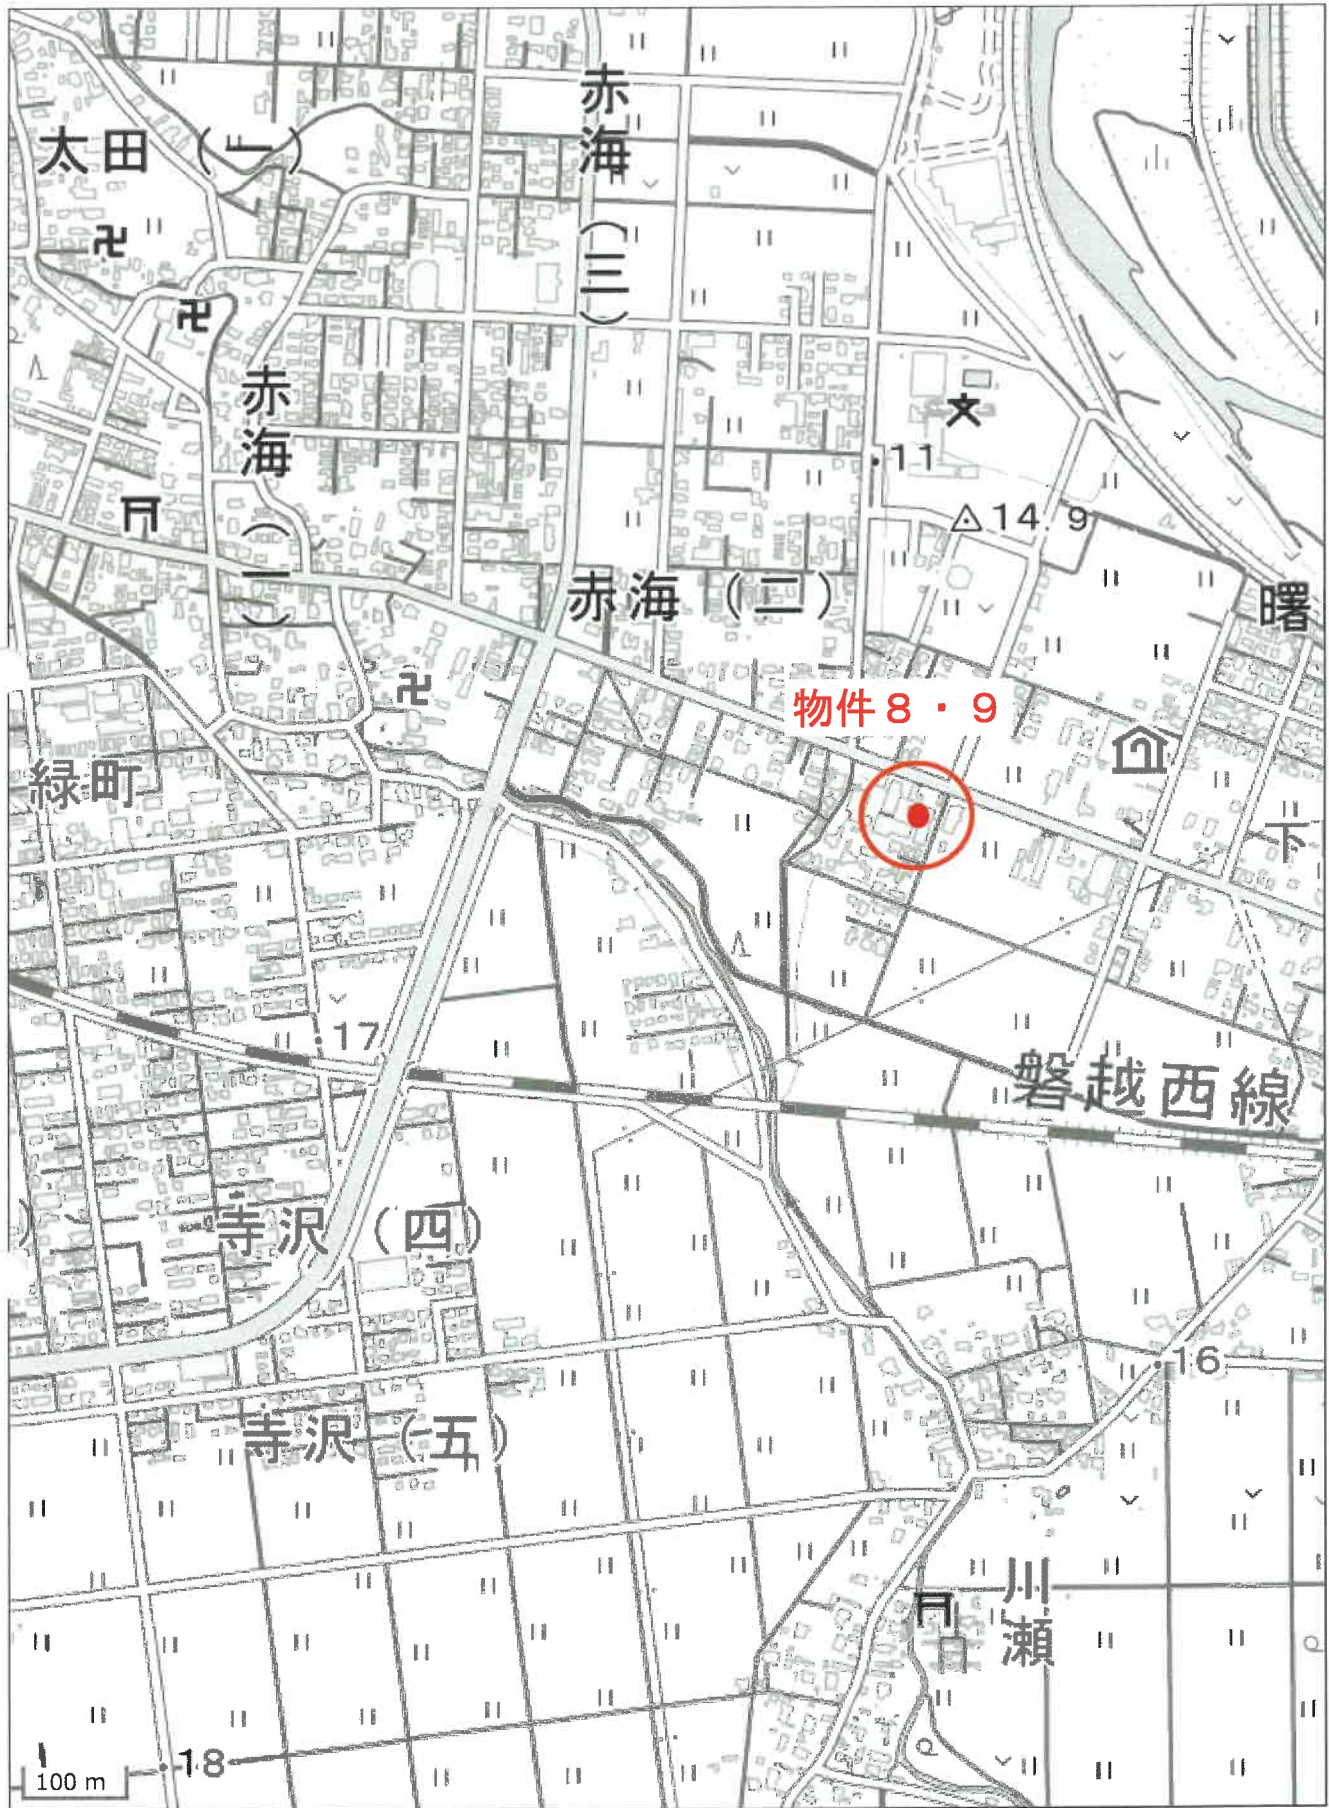 赤海（三）
太田（下）
赤海（一）
11
14.9
赤海（二）
曙
物件８・９
緑町
下
17
磐越西線
寺沢（四）
16
寺沢（五）
川瀬
18
100 m